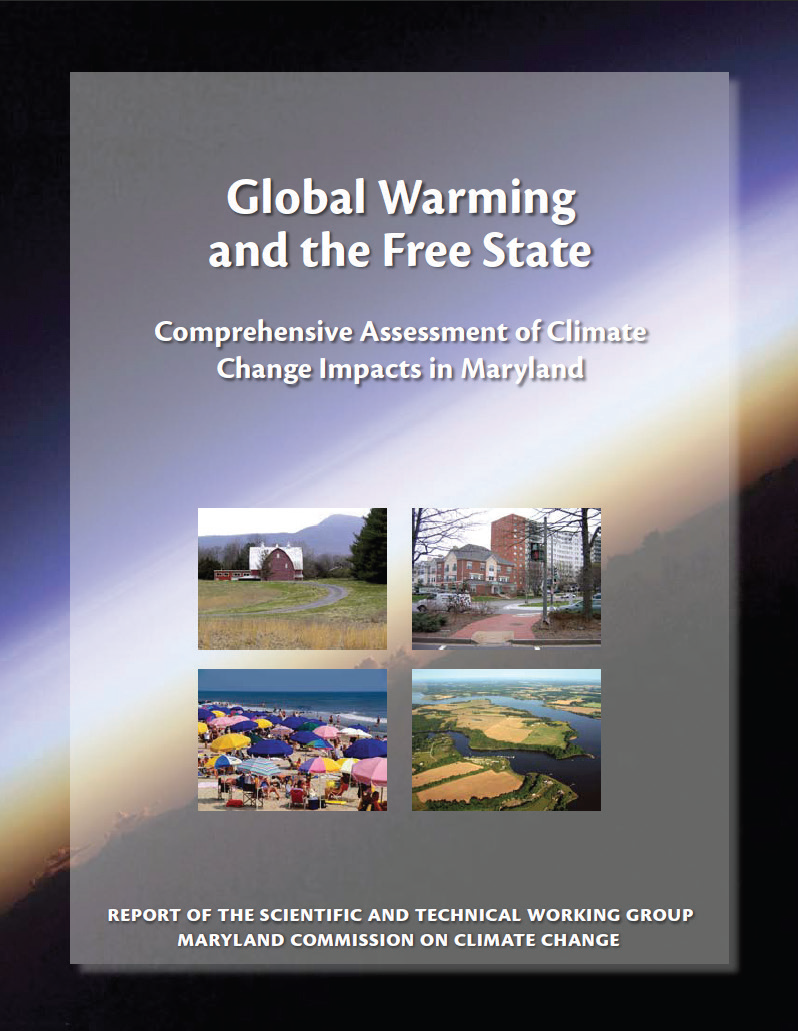 Global Warming
and the Free State
Comprehensive Assessment of Climate
Change Impacts in Maryland
REPORT OF THE SCIENTIFIC AND TECHNICAL WORKING GROUP
MARYLAND COMMISSION ON CLIMATE CHANGE